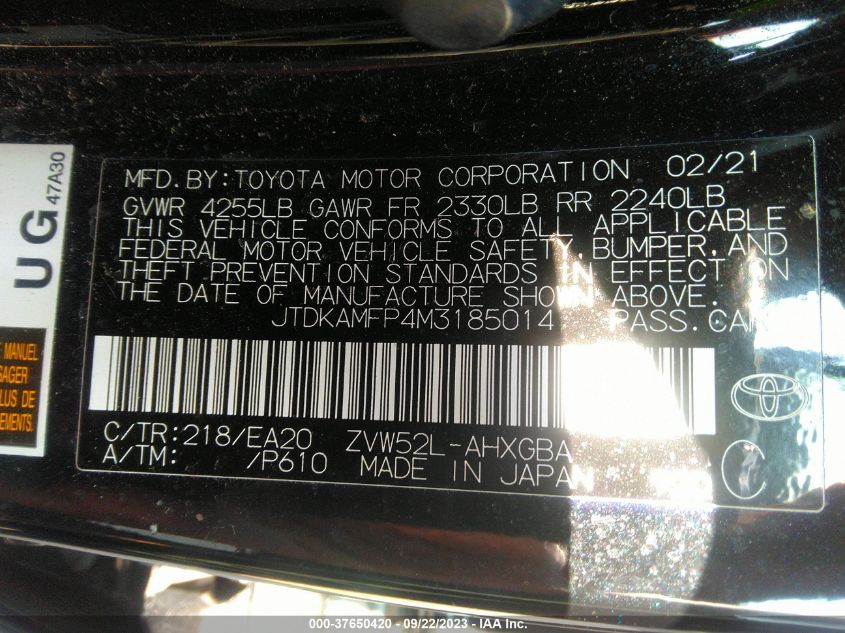 UG 47A30
MANUEL
SAGER
PLUS DE
EMENTS.
MFD.BY:TOYOTA MOTOR CORPORATION 02/21
GVWR 4255LB GAWR FR 2330LB RR 2240LB
THIS VEHICLE CONFORMS TO ALL APPLICABLE
FEDERAL MOTOR VEHICLE SAFETY,BUMPER,AND
THEFT PREVENTION STANDARDS IN EFFECT ON
THE DATE OF MANUFACTURE SHOWN ABOVE.
JTDKAMFP4M3185014 PASS.CAR
C/TR:218/EA20 ZVW52L-AHXGBA
A/TM: /P610 MADE IN JAPAN
C
000-37650420 - 09/22/2023 - IAA Inc.